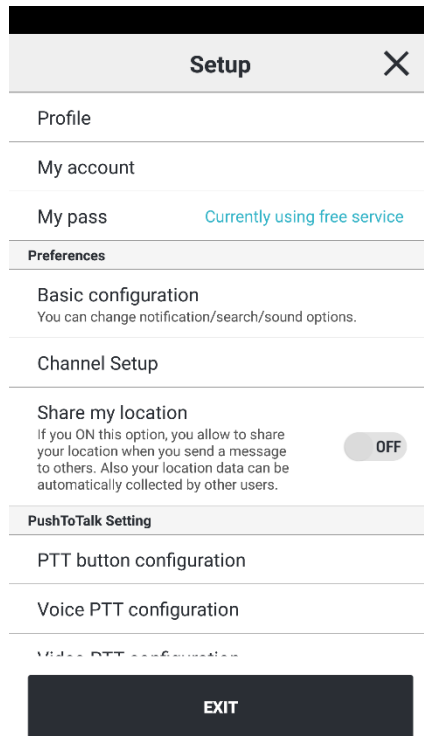 Setup
Profile
My account
My pass Currently using free service
Preferences
Basic configuration
You can change notification/search/sound options.
Channel Setup
Share my location
If you ON this option, you allow to share
your location when you send a message
to others. Also your location data can be
automatically collected by other users.
OFF
PushToTalk Setting
PTT button configuration
Voice PTT configuration
Video PTT configuration
EXIT